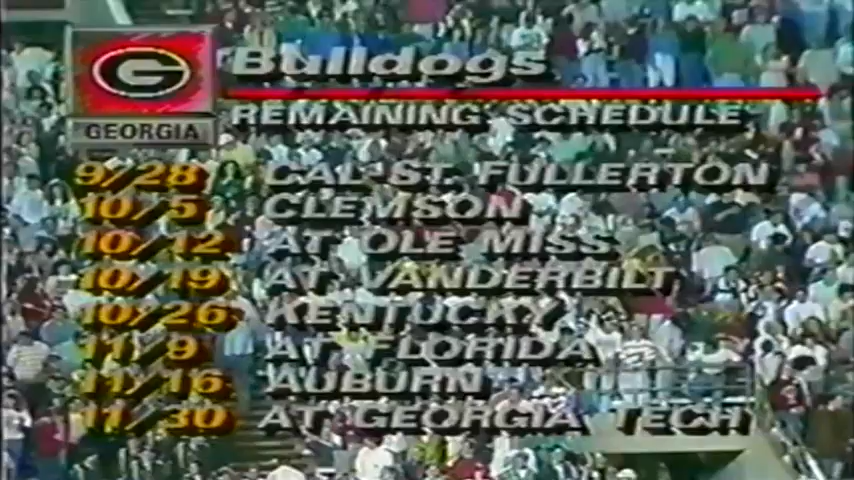 G
GEORGIA
Bulldogs
REMAINING SCHEDULE
9/28 CAL ST. FULLERTON
10/5 CLEMSON
10/12 AT OLE MISS
10/19 AT VANDERBILT
10/26 KENTUCKY
11/9 AT FLORIDA
11/16 AUBURN
11/30 AT GEORGIA TECH